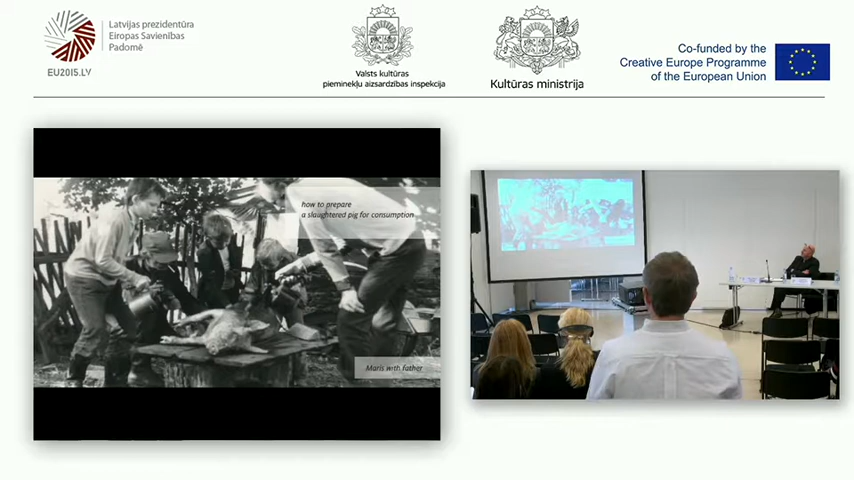 Latvijas prezidentūra
Eiropas Savienības
Padomē
EU2015.LV
Valsts kultūras
pieminekļu aizsardzības inspekcija
Kultūras ministrija
Co-funded by the
Creative Europe Programme
of the European Union
how to prepare
a slaughtered pig for consumption
Maris with father